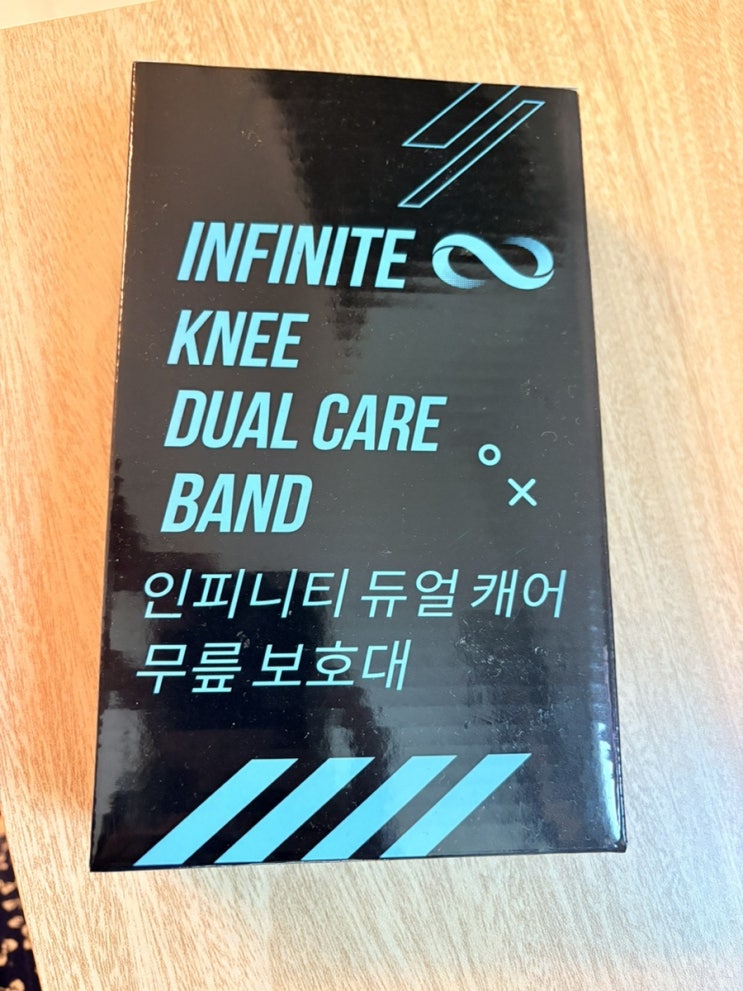 INFINITE
KNEE
DUAL CARE
BAND
인피니티 듀얼 캐어
무릎 보호대